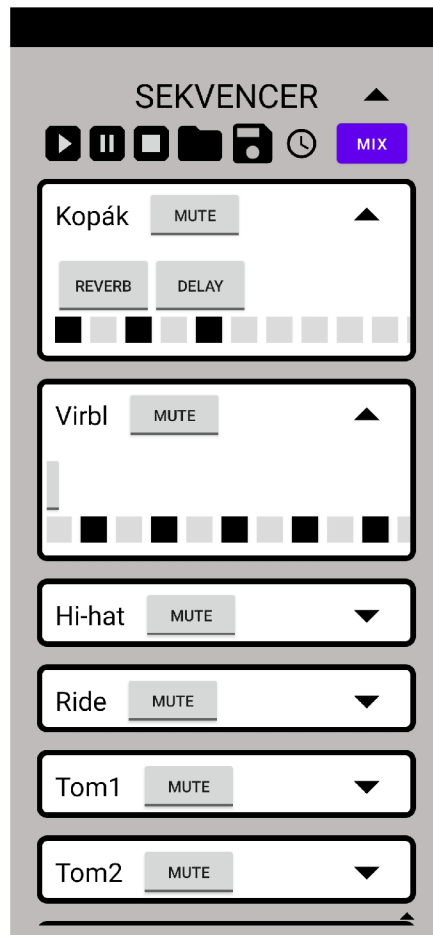 SEKVENCER
MIX
Kopák MUTE
REVERB DELAY
Virbl MUTE
Hi-hat MUTE
Ride MUTE
Tom1 MUTE
Tom2 MUTE